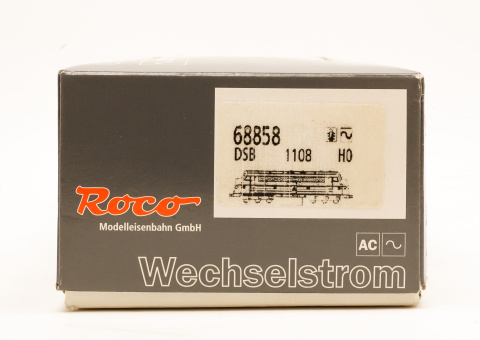 68858
DSB 1108 H0
Roco
Modelleisenbahn GmbH
AC
Wechselstrom